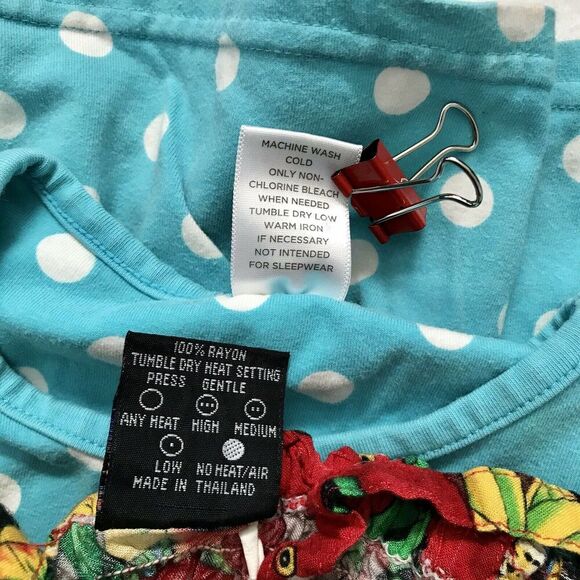 MACHINE WASH
COLD
ONLY NON-
CHLORINE BLEACH
WHEN NEEDED
TUMBLE DRY LOW
WARM IRON
IF NECESSARY
NOT INTENDED
FOR SLEEPWEAR
100% RAYON
TUMBLE DRY HEAT SETTING
PRESS GENTLE
ANY HEAT HIGH MEDIUM
LOW NO HEAT/AIR
MADE IN THAILAND